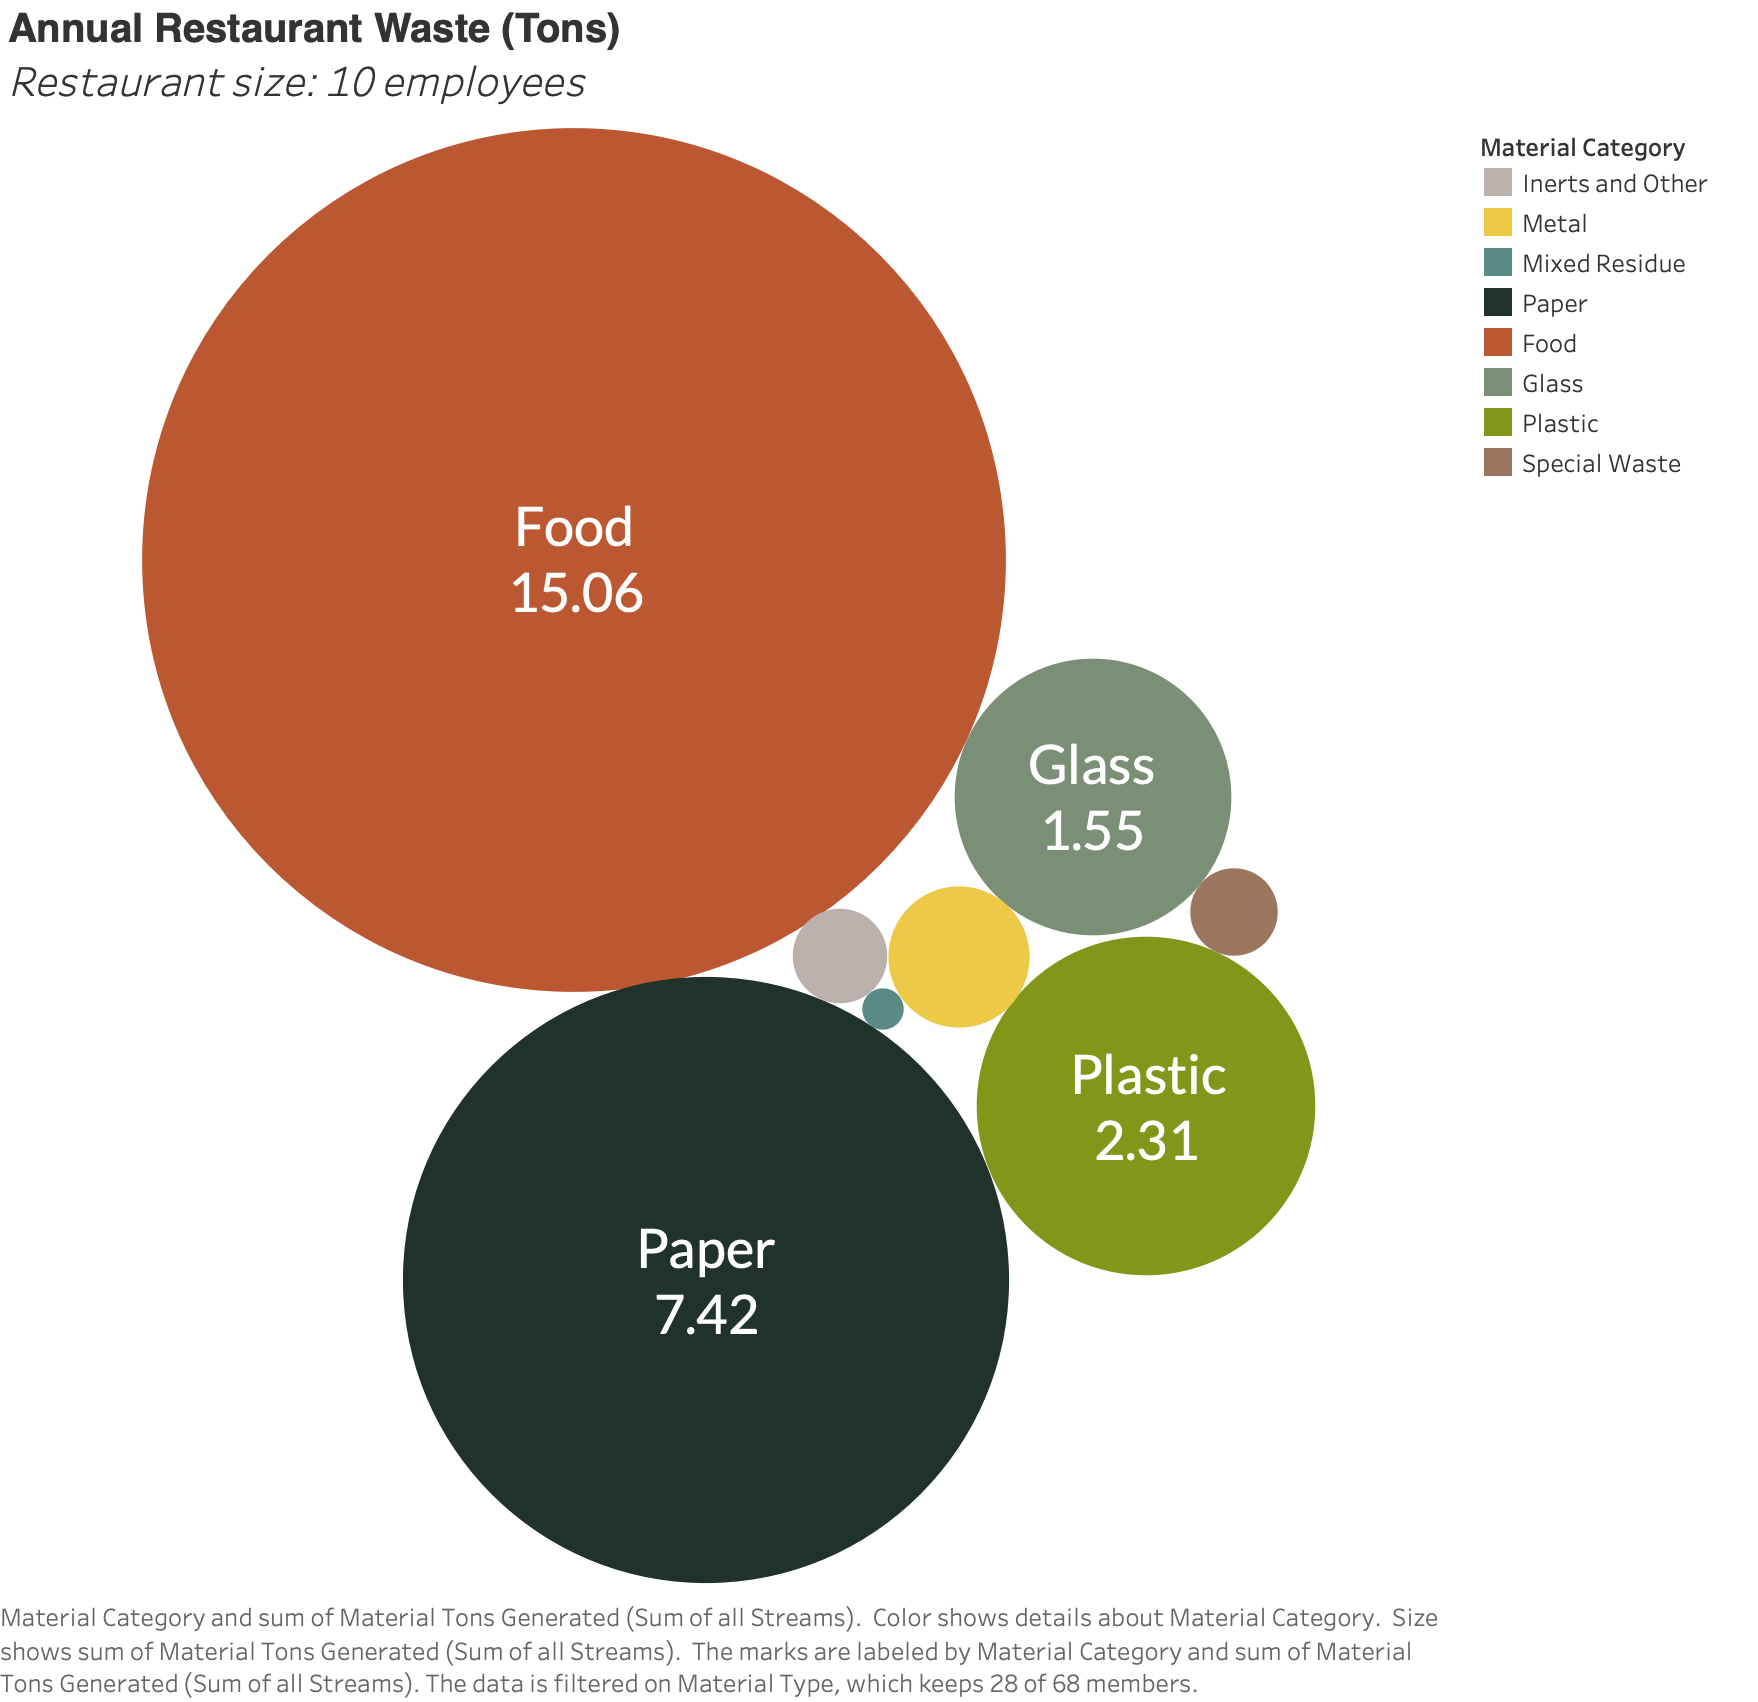 Annual Restaurant Waste (Tons)
Restaurant size: 10 employees
Material Category
Inerts and Other
Metal
Mixed Residue
Paper
Food
Glass
Plastic
Special Waste
Food
15.06
Glass
1.55
Plastic
2.31
Paper
7.42
Material Category and sum of Material Tons Generated (Sum of all Streams).  Color shows details about Material Category.  Size
shows sum of Material Tons Generated (Sum of all Streams).  The marks are labeled by Material Category and sum of Material
Tons Generated (Sum of all Streams). The data is filtered on Material Type, which keeps 28 of 68 members.